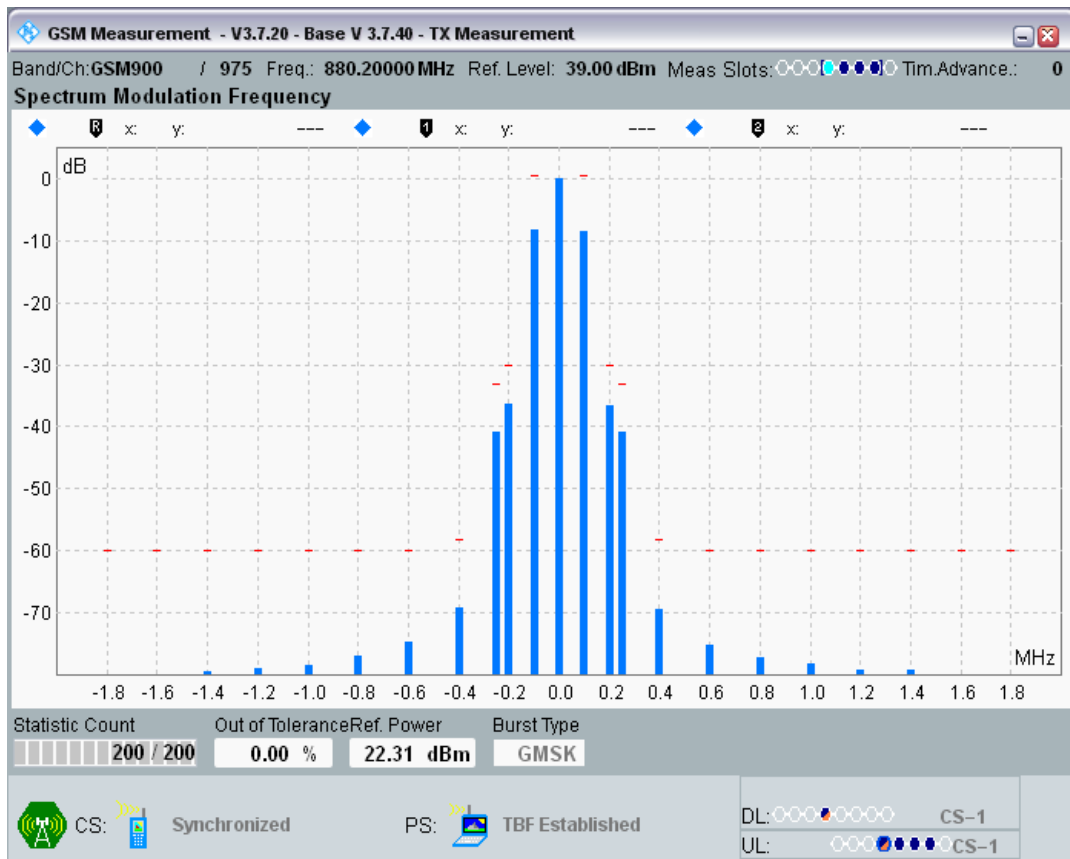 GSM Measurement - V3.7.20 - Base V 3.7.40 - TX Measurement
Band/Ch:GSM900 / 975 Freq.: 880.20000 MHz Ref. Level: 39.00 dBm Meas Slots: Tim.Advance.: 0
Spectrum Modulation Frequency
R x: y: --- 1 x: y: --- 2 x: y: ---
dB
0
-10
-20
-30
-40
-50
-60
-70
MHz
-1.8 -1.6 -1.4 -1.2 -1.0 -0.8 -0.6 -0.4 -0.2 0.0 0.2 0.4 0.6 0.8 1.0 1.2 1.4 1.6 1.8
Statistic Count Out of Tolerance Ref. Power Burst Type
200 / 200 0.00 % 22.31 dBm GMSK
CS: Synchronized PS: TBF Established
DL: CS-1
UL: CS-1